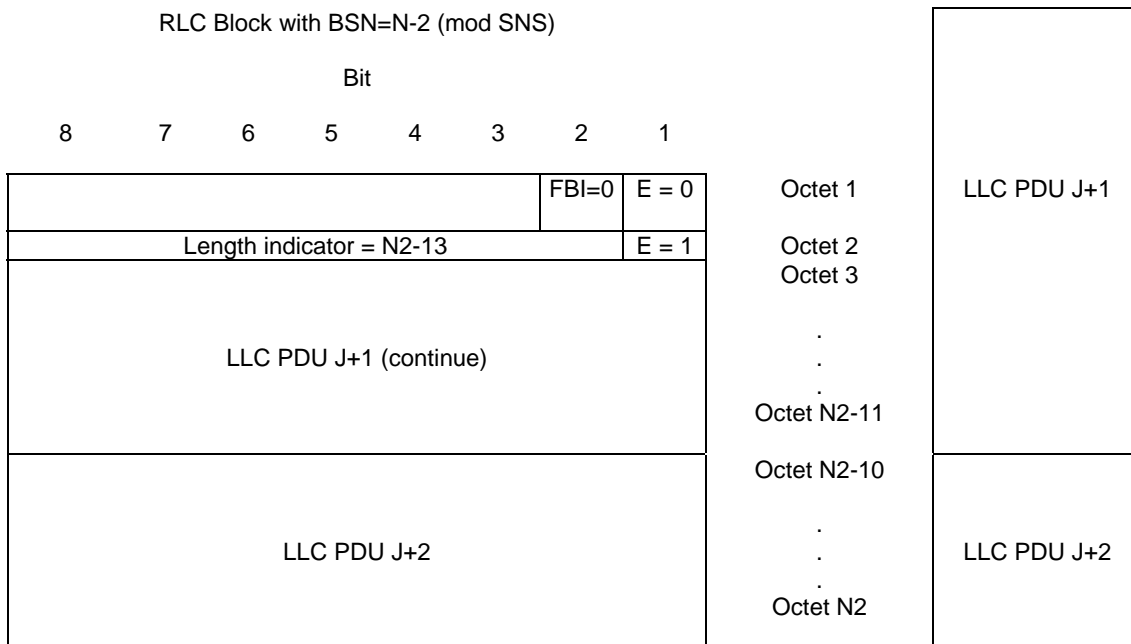 RLC Block with BSN=N-2 (mod SNS)
Bit
8 7 6 5 4 3 2 1
FBI=0 E = 0 Octet 1 LLC PDU J+1
Length indicator = N2-13 E = 1 Octet 2
Octet 3
.
LLC PDU J+1 (continue) .
.
Octet N2-11
Octet N2-10
.
LLC PDU J+2 . LLC PDU J+2
.
Octet N2